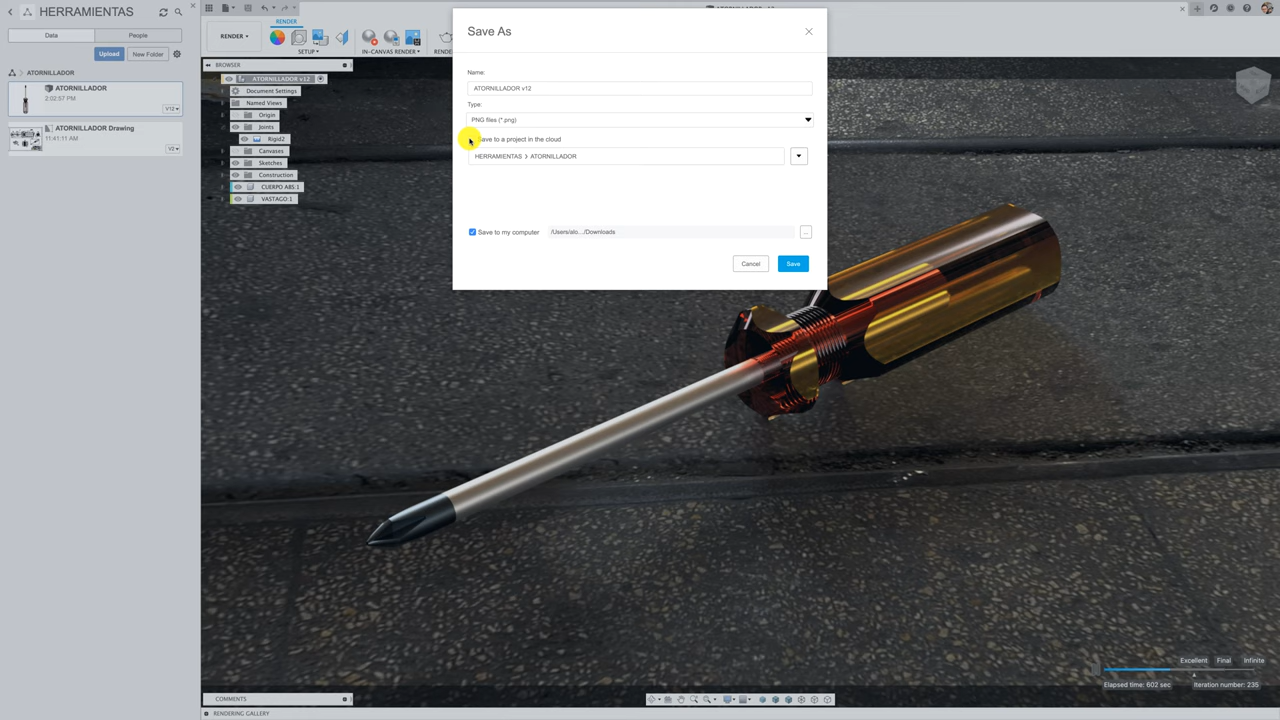 HERRAMIENTAS
Data
People
Upload
New Folder
ATORNILLADOR
ATORNILLADOR
2:02:57 PM
V12
ATORNILLADOR Drawing
11:41:11 AM
V2
RENDER
RENDER
SETUP
IN-CANVAS RENDER
BROWSER
ATORNILLADOR v12
Document Settings
Named Views
Origin
Joints
Rigid2
Canvases
Sketches
Construction
CUERPO ABS:1
VASTAGO:1
Save As
Name:
ATORNILLADOR v12
Type:
PNG files (*.png)
Save to a project in the cloud
HERRAMIENTAS > ATORNILLADOR
Save to my computer
/Users/alo.../Downloads
...
Cancel
Save
Excellent
Final
Infinite
Elapsed time: 602 sec
Iteration number: 235
COMMENTS
RENDERING GALLERY